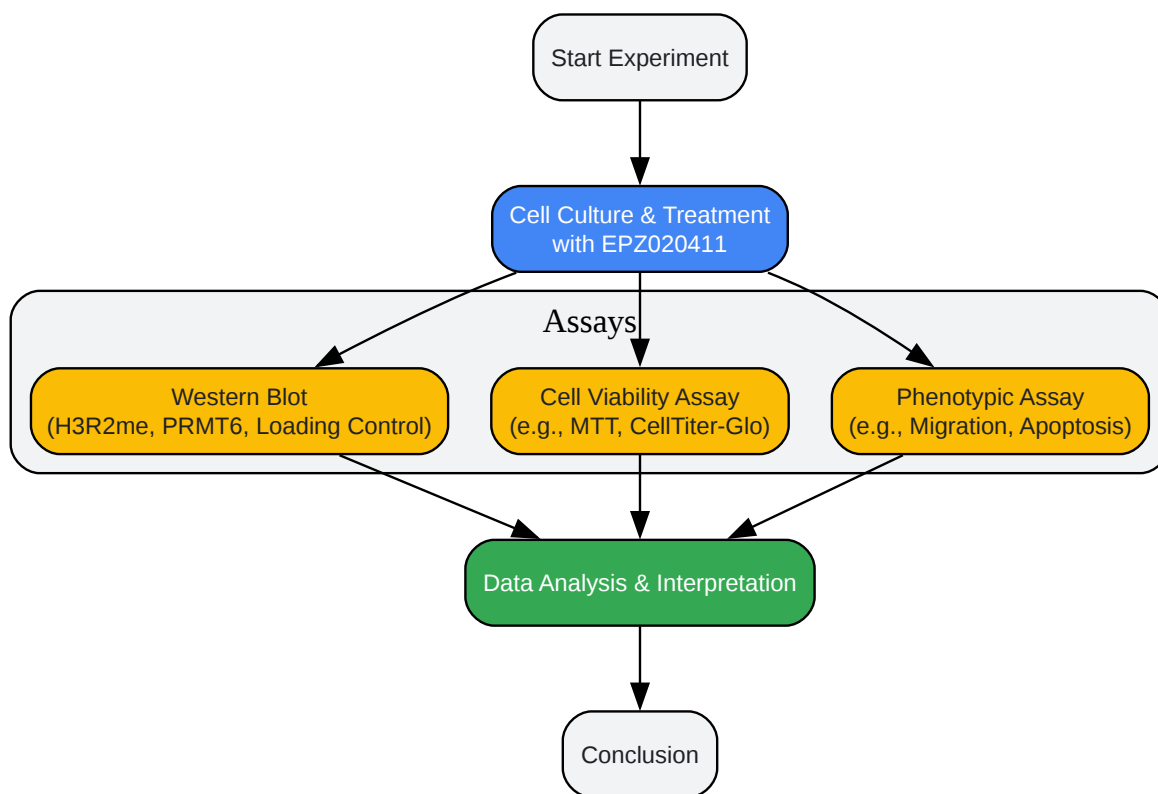 Start Experiment
Cell Culture & Treatment
with EPZ020411
Assays
Western Blot
(H3R2me, PRMT6, Loading Control)
Cell Viability Assay
(e.g., MTT, CellTiter-Glo)
Phenotypic Assay
(e.g., Migration, Apoptosis)
Data Analysis & Interpretation
Conclusion